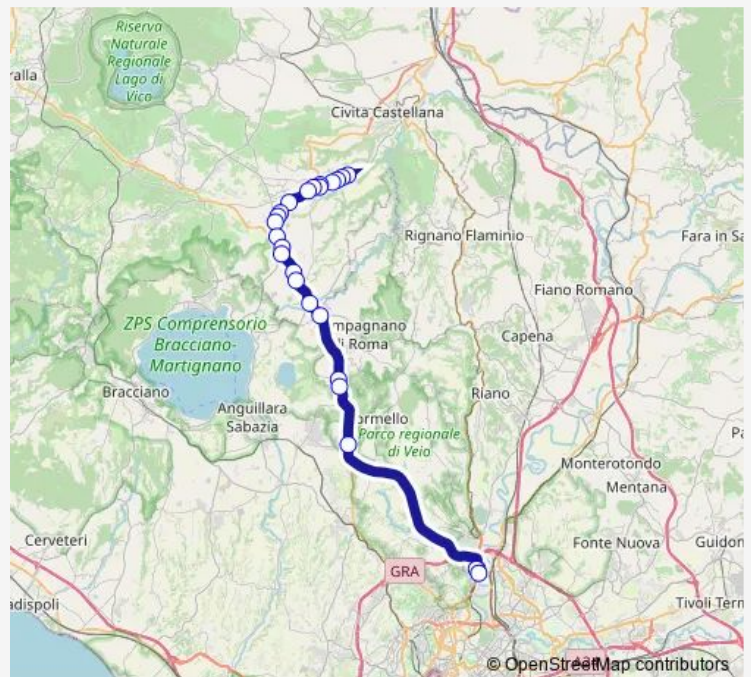 Riserva
Naturale
Regionale
Lago di
Vico
ralla
Civita Castellana
Rignano Flaminio
Fara in Sa
Fiano Romano
ZPS Comprensorio
Bracciano-
Martignano
mpagnano
di Roma
Capena
Bracciano
Riano
Anguillara
Sabazia
ormello
Parco regionale
di Veio
Monterotondo
Mentana
Cerveteri
Fonte Nuova
Guidon
GRA
adispoli
Tivoli Term
© OpenStreetMap contributors